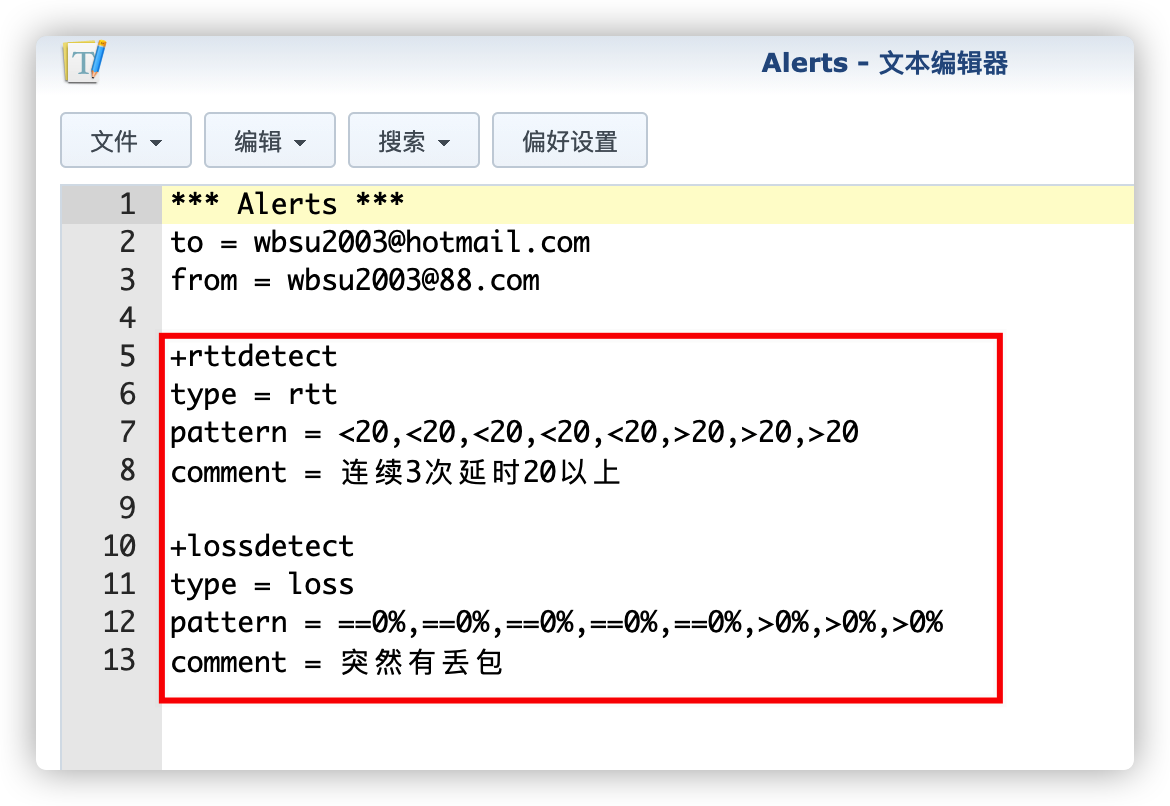 Alerts - 文本编辑器
文件 编辑 搜索 偏好设置
1 *** Alerts ***
2 to = wbsu2003@hotmail.com
3 from = wbsu2003@88.com
4
5 +rttdetect
6 type = rtt
7 pattern = <20,<20,<20,<20,<20,>20,>20,>20
8 comment = 连续3次延时20以上
9
10 +lossdetect
11 type = loss
12 pattern = ==0%,==0%,==0%,==0%,==0%,>0%,>0%,>0%
13 comment = 突然有丢包